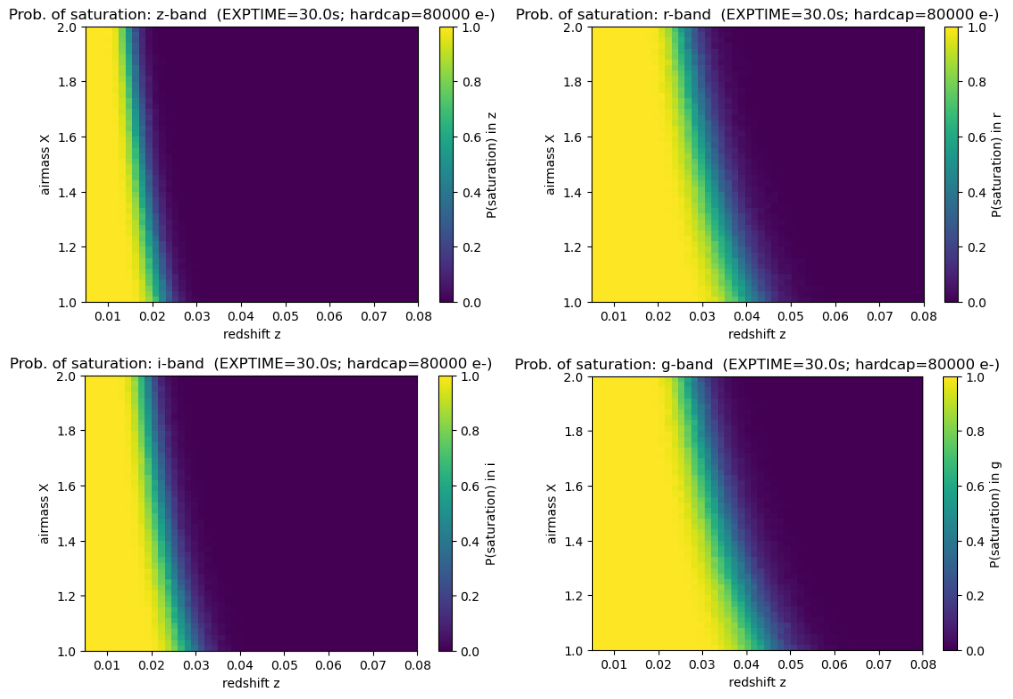 Prob. of saturation: z-band (EXPTIME=30.0s; hardcap=80000 e-)
2.0
1.8
1.6
1.4
1.2
1.0
airmass X
0.01 0.02 0.03 0.04 0.05 0.06 0.07 0.08
redshift z
1.0
0.8
0.6
0.4
0.2
0.0
P(saturation) in z
Prob. of saturation: r-band (EXPTIME=30.0s; hardcap=80000 e-)
2.0
1.8
1.6
1.4
1.2
1.0
airmass X
0.01 0.02 0.03 0.04 0.05 0.06 0.07 0.08
redshift z
1.0
0.8
0.6
0.4
0.2
0.0
P(saturation) in r
Prob. of saturation: i-band (EXPTIME=30.0s; hardcap=80000 e-)
2.0
1.8
1.6
1.4
1.2
1.0
airmass X
0.01 0.02 0.03 0.04 0.05 0.06 0.07 0.08
redshift z
1.0
0.8
0.6
0.4
0.2
0.0
P(saturation) in i
Prob. of saturation: g-band (EXPTIME=30.0s; hardcap=80000 e-)
2.0
1.8
1.6
1.4
1.2
1.0
airmass X
0.01 0.02 0.03 0.04 0.05 0.06 0.07 0.08
redshift z
1.0
0.8
0.6
0.4
0.2
0.0
P(saturation) in g